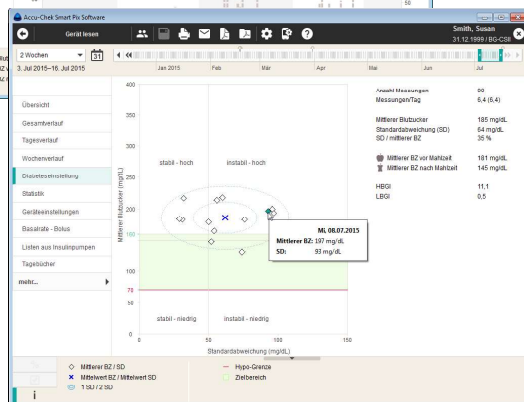 50
Accu-Chek Smart Pix Software
Gerät lesen
Smith, Susan
31.12.1999 / BG-CSII
2 Wochen
31
3. Jul 2015–16. Jul 2015
Jan 2015
Feb
Mär
Apr
Mai
Jun
Jul
Übersicht
Gesamtverlauf
Tagesverlauf
Wochenverlauf
Diabeteseinstellung
Statistik
Geräteeinstellungen
Basalrate - Bolus
Listen aus Insulinpumpen
Tagebücher
mehr...
Mittlerer Blutzucker (mg/dL)
400
350
300
250
200
160
100
70
50
0
stabil - hoch
instabil - hoch
stabil - niedrig
instabil - niedrig
0
50
100
150
Standardabweichung (mg/dL)
Mi, 08.07.2015
Mittlerer BZ: 197 mg/dL
SD: 93 mg/dL
Anzahl Messungen 90
Messungen/Tag 6,4 (6,4)
Mittlerer Blutzucker 185 mg/dL
Standardabweichung (SD) 64 mg/dL
SD / mittlerer BZ 35 %
Mittlerer BZ vor Mahlzeit 181 mg/dL
Mittlerer BZ nach Mahlzeit 145 mg/dL
HBGI 11,1
LBGI 0,5
Mittlerer BZ / SD
Mittelwert BZ / Mittelwert SD
1 SD / 2 SD
Hypo-Grenze
Zielbereich